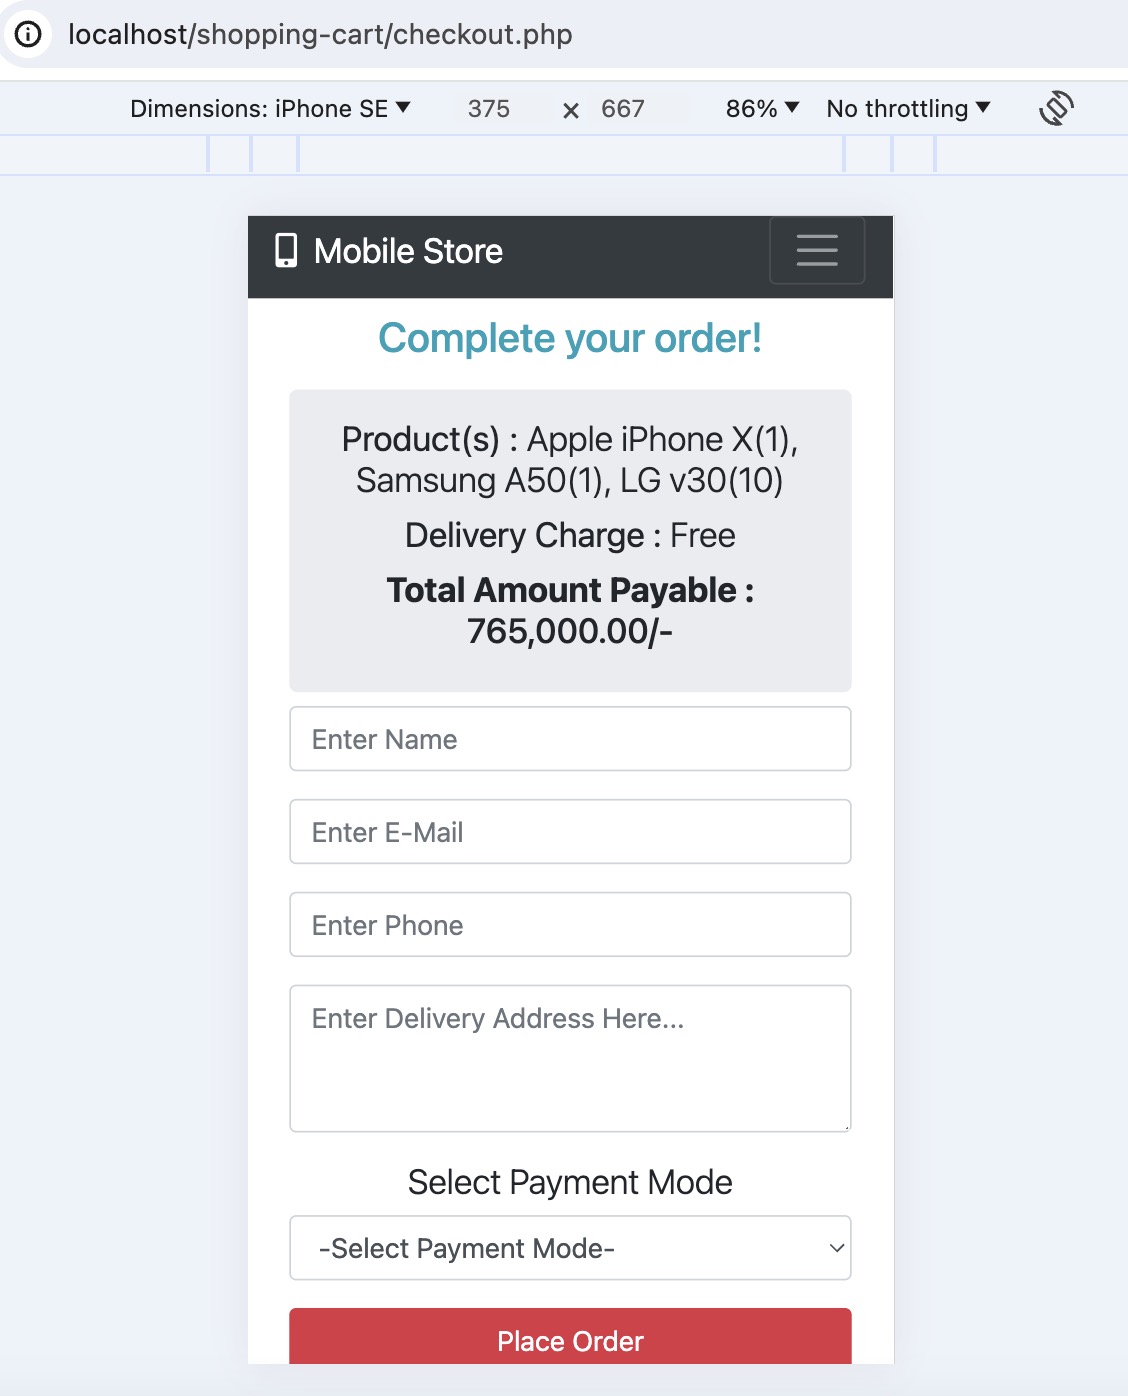 localhost/shopping-cart/checkout.php
Dimensions: iPhone SE 375 × 667 86% No throttling
Mobile Store
Complete your order!
Product(s) : Apple iPhone X(1),
Samsung A50(1), LG v30(10)
Delivery Charge : Free
Total Amount Payable :
765,000.00/-
Enter Name
Enter E-Mail
Enter Phone
Enter Delivery Address Here...
Select Payment Mode
-Select Payment Mode-
Place Order